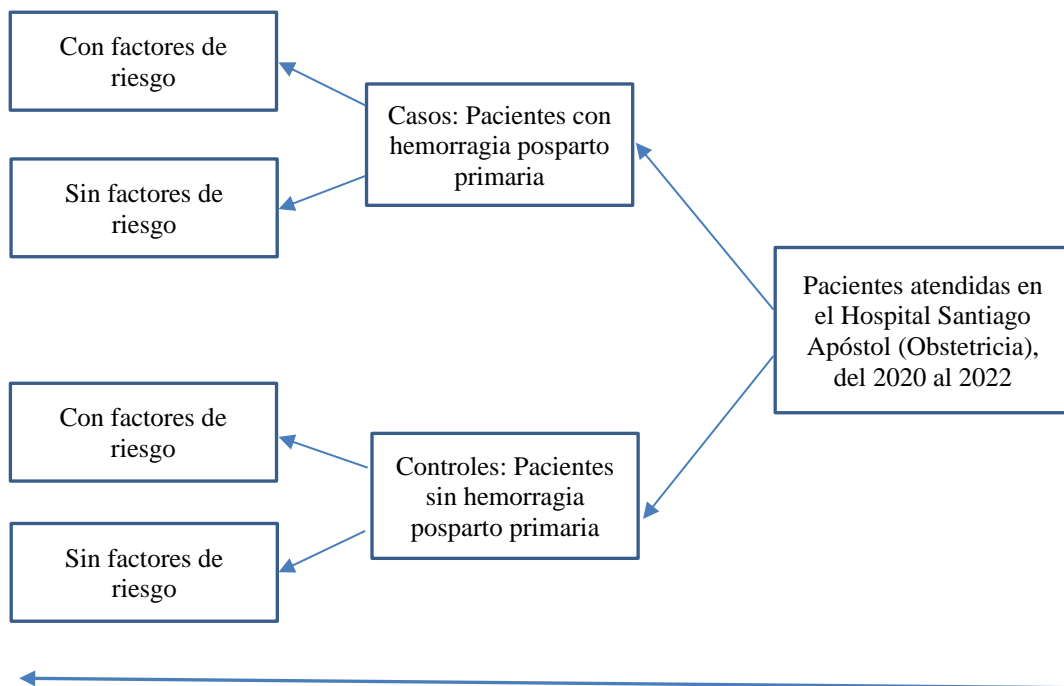 Con factores de
riesgo
Casos: Pacientes con
hemorragia posparto
primaria
Sin factores de
riesgo
Pacientes atendidas en
el Hospital Santiago
Apóstol (Obstetricia),
del 2020 al 2022
Con factores de
riesgo
Controles: Pacientes
sin hemorragia
posparto primaria
Sin factores de
riesgo